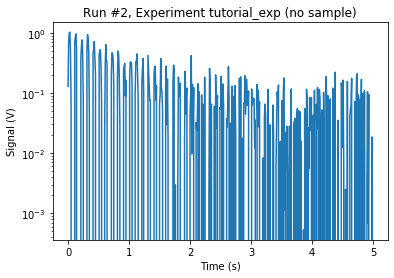 Run #2, Experiment tutorial_exp (no sample)
10⁰
10⁻¹
10⁻²
10⁻³
Signal (V)
0 1 2 3 4 5
Time (s)